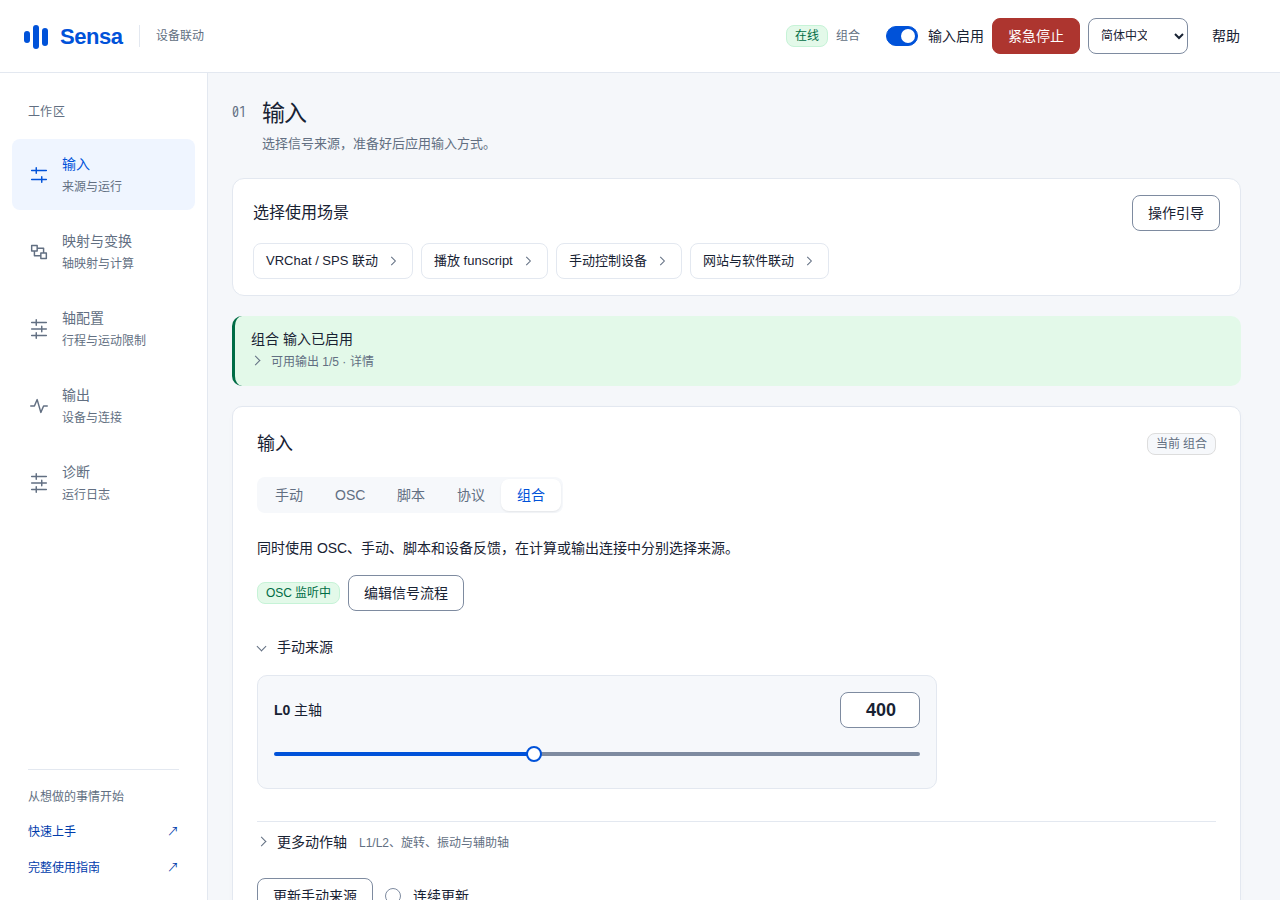 Sensa
设备联动
在线 组合
输入启用
紧急停止
简体中文
帮助
工作区
输入
来源与运行
映射与变换
轴映射与计算
轴配置
行程与运动限制
输出
设备与连接
诊断
运行日志
从想做的事情开始
快速上手 ↗
完整使用指南 ↗
01 输入
选择信号来源，准备好后应用输入方式。
选择使用场景
操作引导
VRChat / SPS 联动
播放 funscript
手动控制设备
网站与软件联动
组合 输入已启用
可用输出 1/5 · 详情
输入
当前 组合
手动 OSC 脚本 协议 组合
同时使用 OSC、手动、脚本和设备反馈，在计算或输出连接中分别选择来源。
OSC 监听中
编辑信号流程
手动来源
L0 主轴
400
更多动作轴 L1/L2、旋转、振动与辅助轴
更新手动来源
连续更新